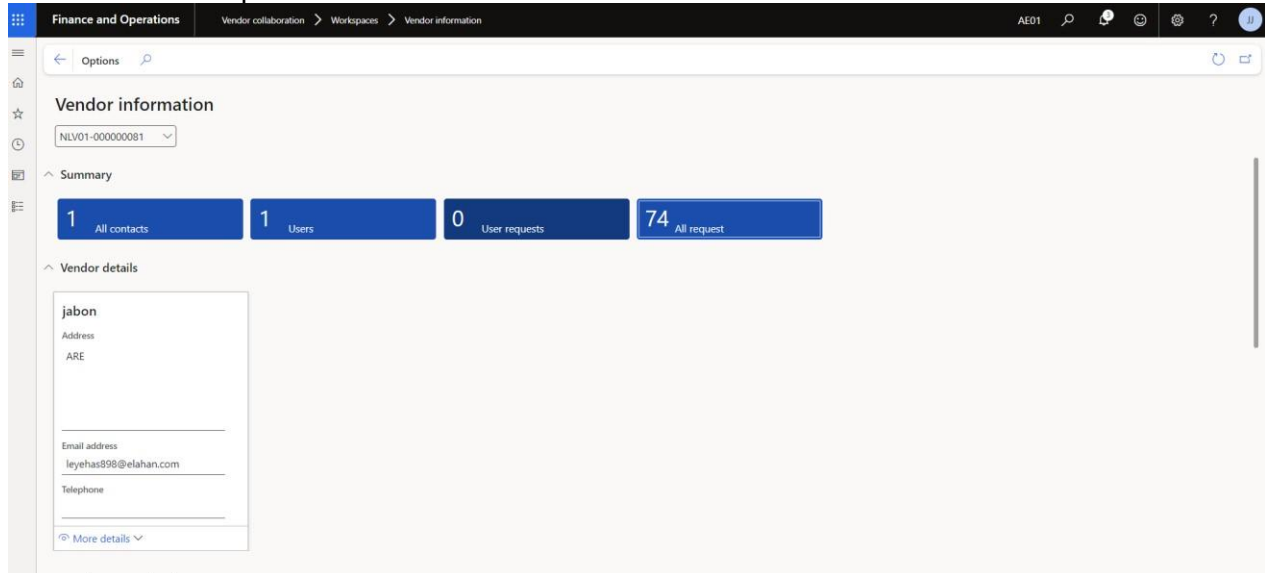 Finance and Operations Vendor collaboration > Workspaces > Vendor information AE01 ? JJ
Options
Vendor information
NLV01-000000081
Summary
1 All contacts 1 Users 0 User requests 74 All request
Vendor details
jabon
Address
ARE
Email address
leyehas898@elahan.com
Telephone
More details